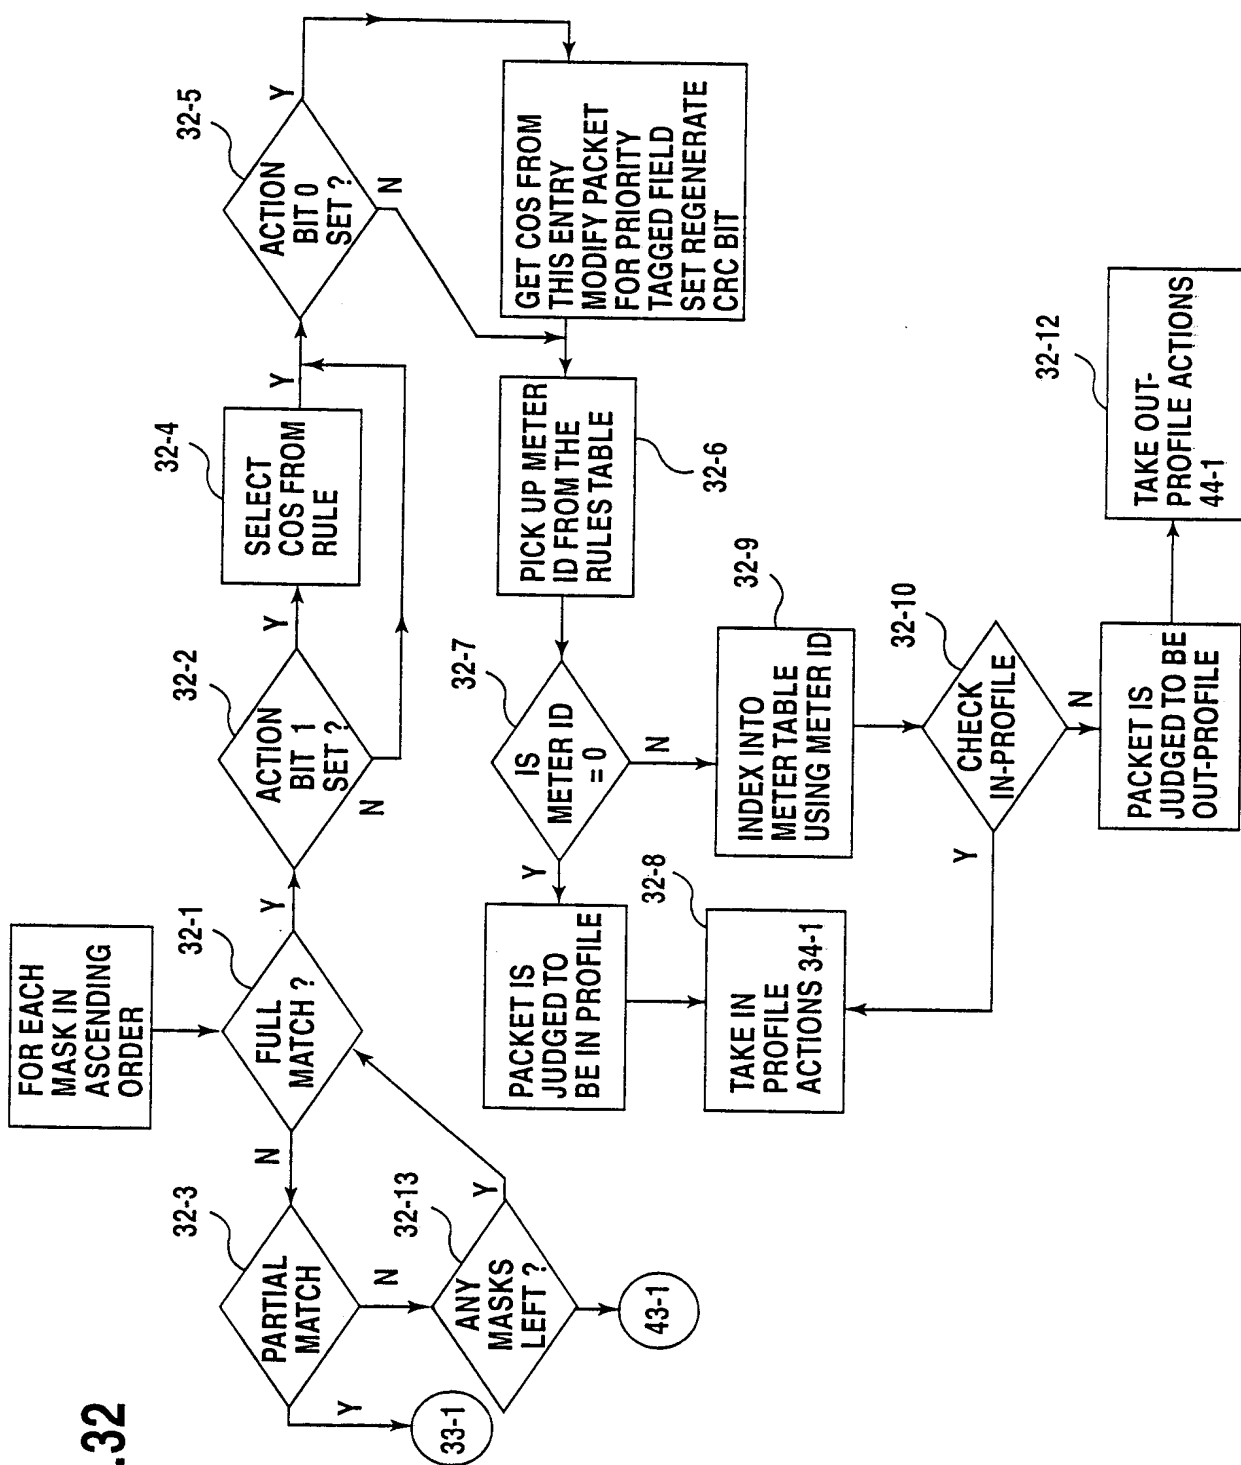 .32
FOR EACH
MASK IN
ASCENDING
ORDER
32-1
FULL
MATCH ?
Y
N
32-3
PARTIAL
MATCH
Y
33-1
N
32-13
ANY
MASKS
LEFT ?
Y
43-1
32-2
ACTION
BIT 1
SET ?
Y
N
32-4
SELECT
COS FROM
RULE
Y
32-5
ACTION
BIT 0
SET ?
Y
N
GET COS FROM
THIS ENTRY
MODIFY PACKET
FOR PRIORITY
TAGGED FIELD
SET REGENERATE
CRC BIT
PICK UP METER
ID FROM THE
RULES TABLE
32-6
32-7
IS
METER ID
= 0
Y
N
PACKET IS
JUDGED TO
BE IN PROFILE
32-8
TAKE IN
PROFILE
ACTIONS 34-1
32-9
INDEX INTO
METER TABLE
USING METER ID
32-10
CHECK
IN-PROFILE
Y
N
PACKET IS
JUDGED TO BE
OUT-PROFILE
32-12
TAKE OUT-
PROFILE ACTIONS
44-1